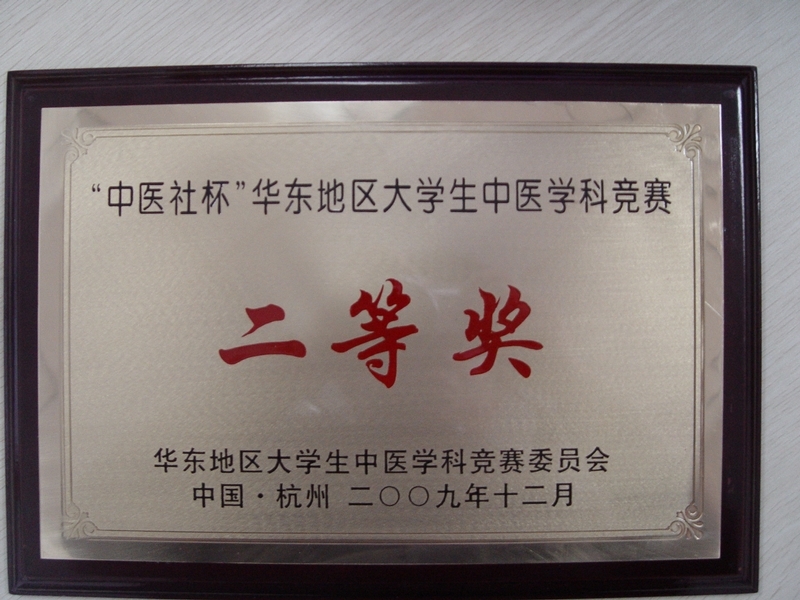 “中医社杯”华东地区大学生中医学科竞赛
二等奖
华东地区大学生中医学科竞赛委员会
中国·杭州 二〇〇九年十二月